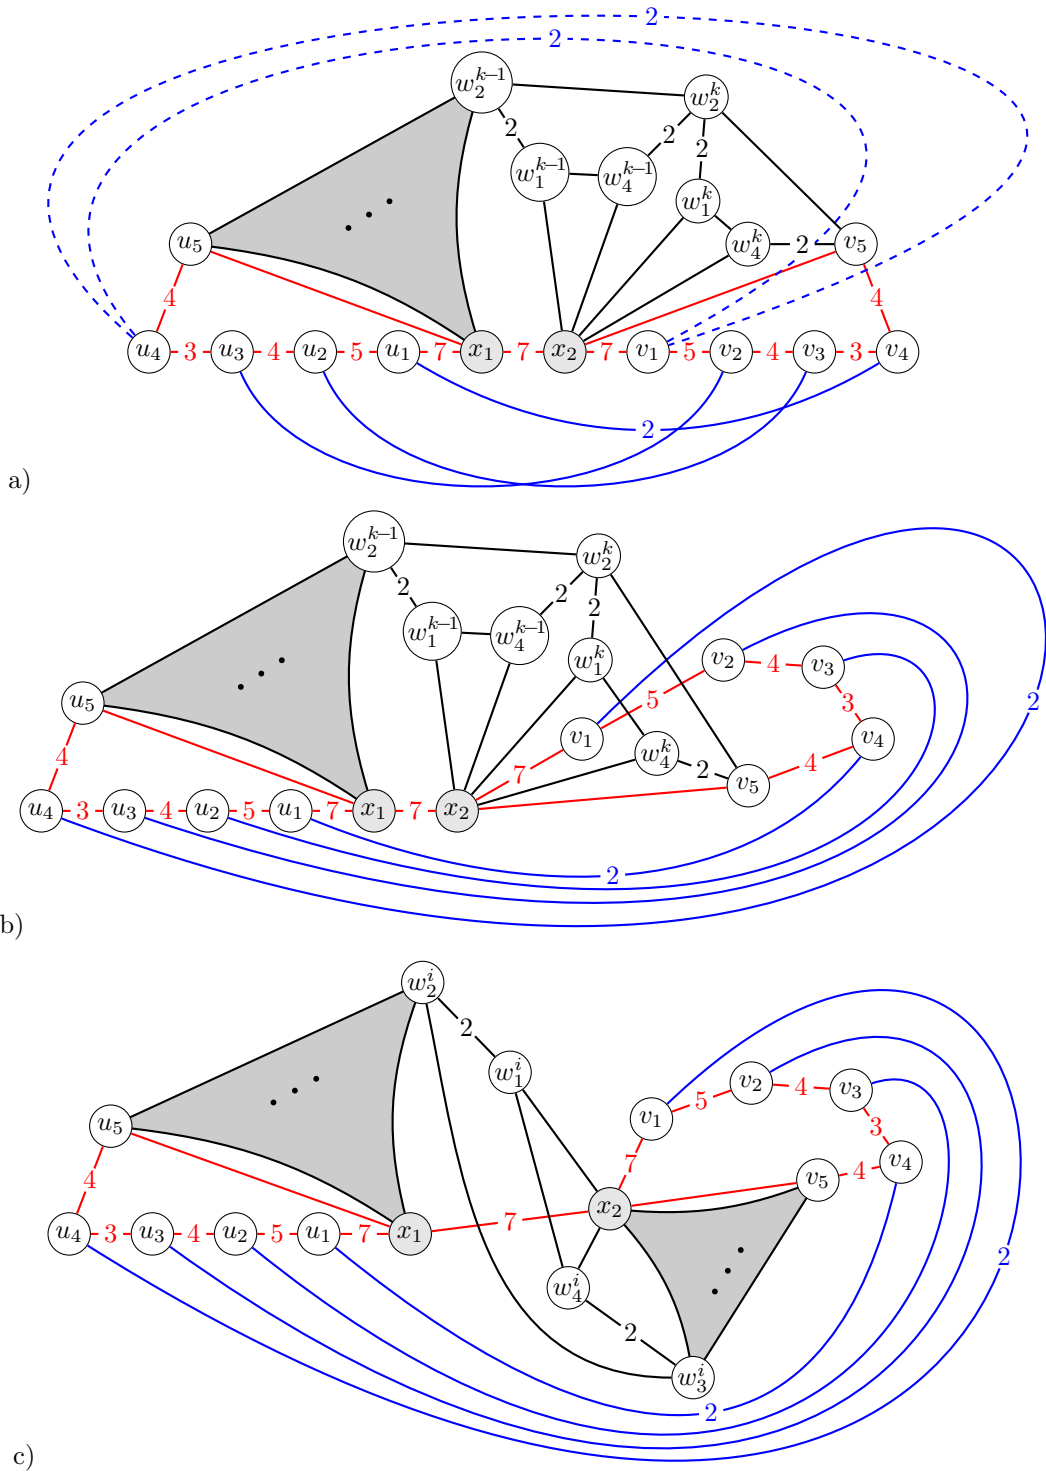 2
2
w_2^{k-1} w_2^k
2 2 2
w_1^{k-1} w_4^{k-1} w_1^k
u_5 w_4^k 2 v_5
4 4
u_4 3 u_3 4 u_2 5 u_1 7 x_1 7 x_2 7 v_1 5 v_2 4 v_3 3 v_4
2
a)
w_2^{k-1} w_2^k
2 2 2
w_1^{k-1} w_4^{k-1} w_1^k v_2 4 v_3
u_5 5 3 2
4 v_1 w_4^k 2 v_5 4 v_4
7
u_4 3 u_3 4 u_2 5 u_1 7 x_1 7 x_2
2
b)
w_2^i
2
w_1^i v_1 5 v_2 4 v_3
u_5 3
4 7 v_5 4 v_4
u_4 3 u_3 4 u_2 5 u_1 7 x_1 7 x_2
2
w_4^i
2
w_3^i
2
c)